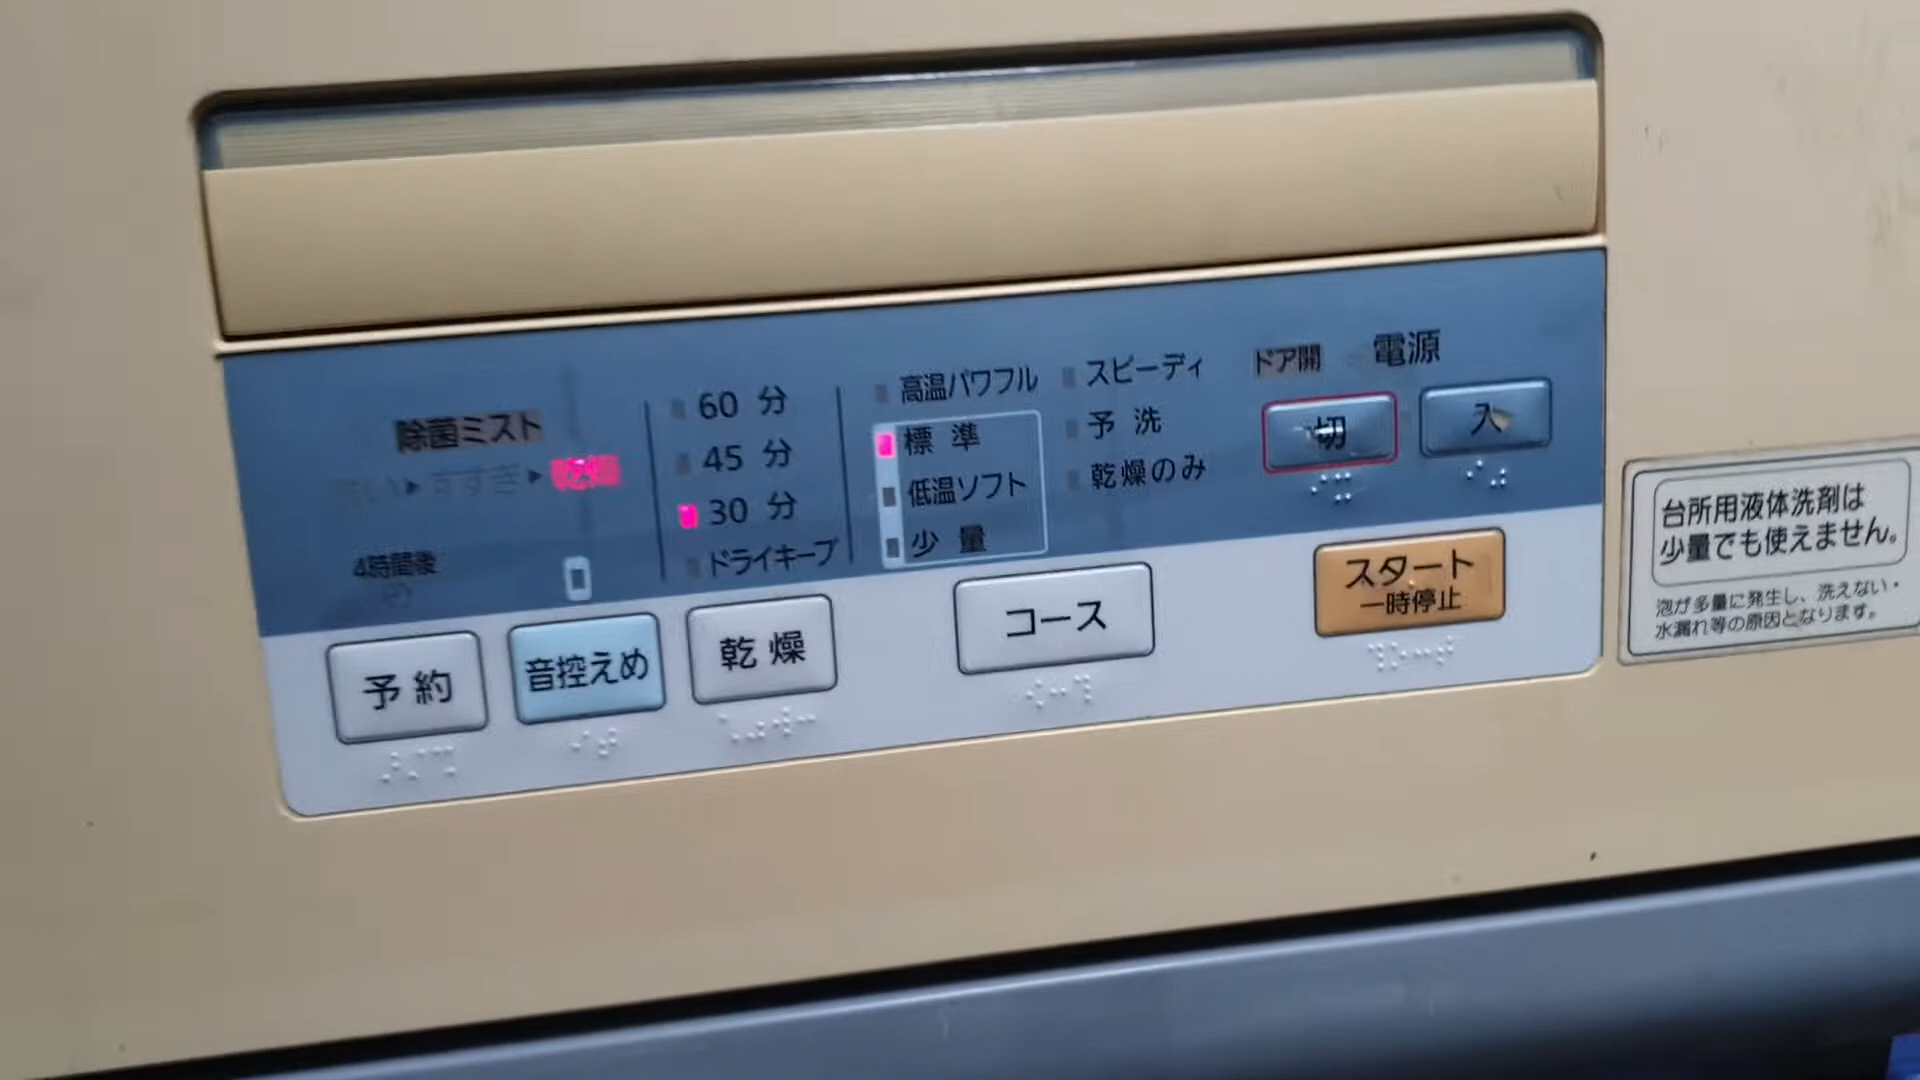 除菌ミスト
すすぎ▶乾燥
4時間後
60 分
45 分
30 分
ドライキープ
高温パワフル
標 準
低温ソフト
少 量
スピーディ
予 洗
乾燥のみ
ドア開
電源
切
入
予 約
音控えめ
乾 燥
コース
スタート
一時停止
台所用液体洗剤は
少量でも使えません。
泡が多量に発生し、洗えない・
水漏れ等の原因となります。